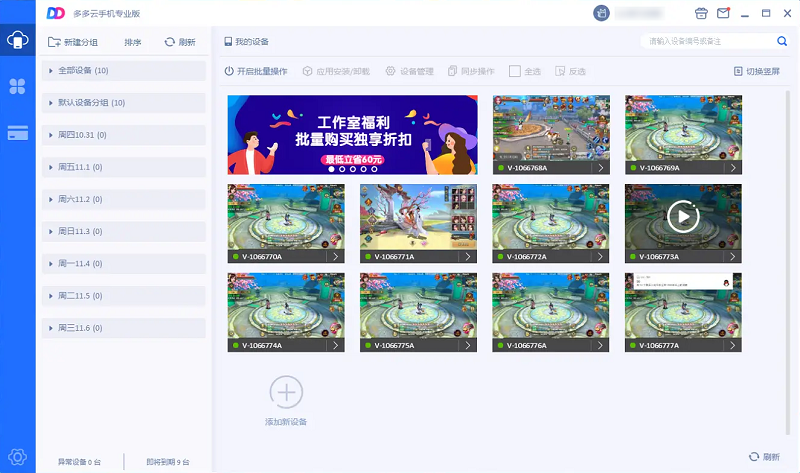 多多云手机专业版
新建分组 排序 刷新
全部设备 (10)
默认设备分组 (10)
周四10.31 (0)
周五11.1 (0)
周六11.2 (0)
周日11.3 (0)
周一11.4 (0)
周二11.5 (0)
周三11.6 (0)
异常设备 0 台 即将到期 9 台
我的设备
请输入设备编号或备注
开启批量操作 应用安装/卸载 设备管理 同步操作 全选 反选 切换竖屏
工作室福利
批量购买独享折扣
最低立省60元
V-1066768A
V-1066769A
V-1066770A
V-1066771A
V-1066772A
V-1066773A
V-1066774A
V-1066775A
V-1066776A
V-1066777A
添加新设备
刷新